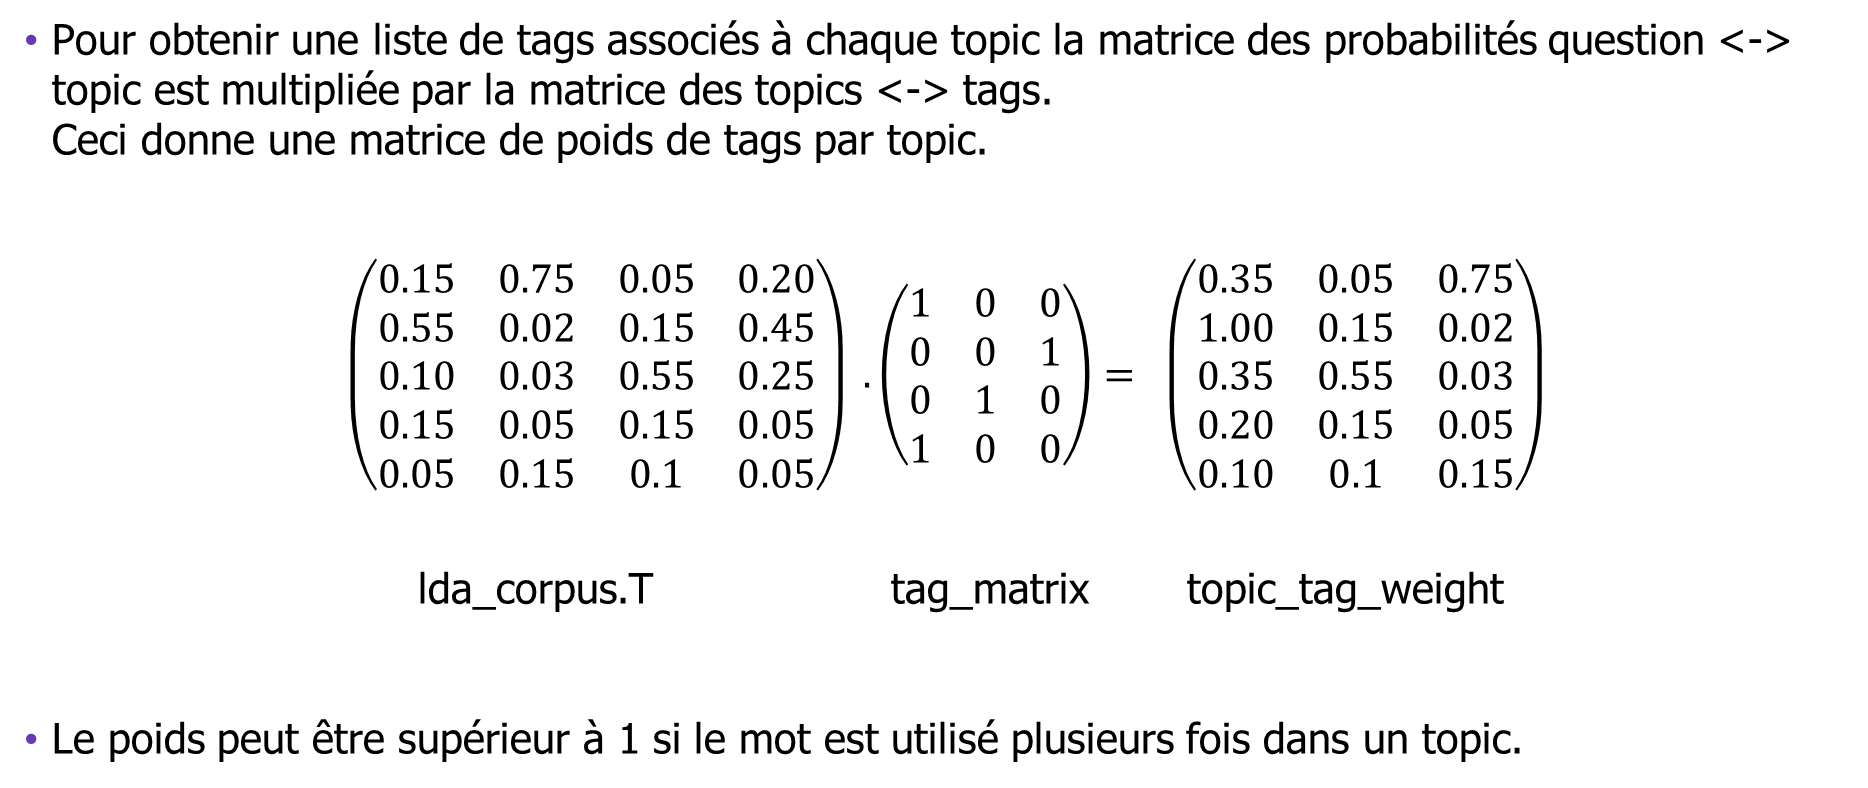 • Pour obtenir une liste de tags associés à chaque topic la matrice des probabilités question <->
topic est multipliée par la matrice des topics <-> tags.
Ceci donne une matrice de poids de tags par topic.
0.15 0.75 0.05 0.20
0.55 0.02 0.15 0.45
0.10 0.03 0.55 0.25
0.15 0.05 0.15 0.05
0.05 0.15 0.1 0.05
.
1 0 0
0 0 1
0 1 0
1 0 0
=
0.35 0.05 0.75
1.00 0.15 0.02
0.35 0.55 0.03
0.20 0.15 0.05
0.10 0.1 0.15
lda_corpus.T tag_matrix topic_tag_weight
• Le poids peut être supérieur à 1 si le mot est utilisé plusieurs fois dans un topic.